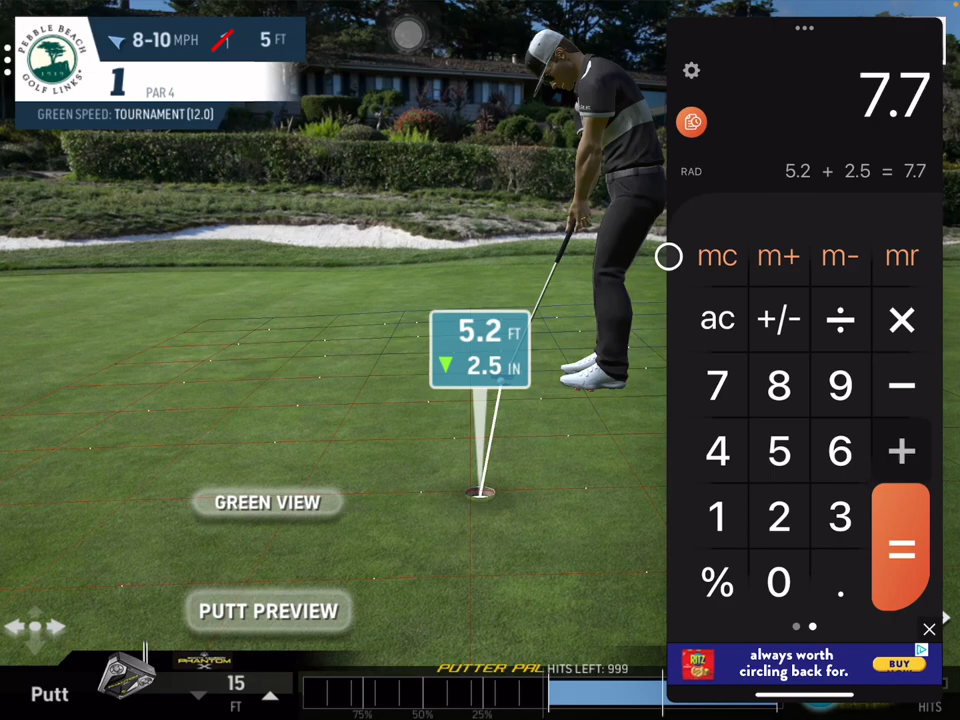 PEBBLE BEACH
GOLF LINKS
1919
8-10 MPH
5 FT
1
PAR 4
GREEN SPEED: TOURNAMENT (12.0)
5.2 FT
2.5 IN
GREEN VIEW
PUTT PREVIEW
Putt
PHANTOM
X
15
FT
PUTTER PAL HITS LEFT: 999
75%
50%
25%
HITS
7.7
RAD
5.2 + 2.5 = 7.7
mc m+ m- mr
ac +/- ÷ ×
7 8 9 −
4 5 6 +
1 2 3
% 0 .
=
RITZ
always worth
circling back for.
BUY